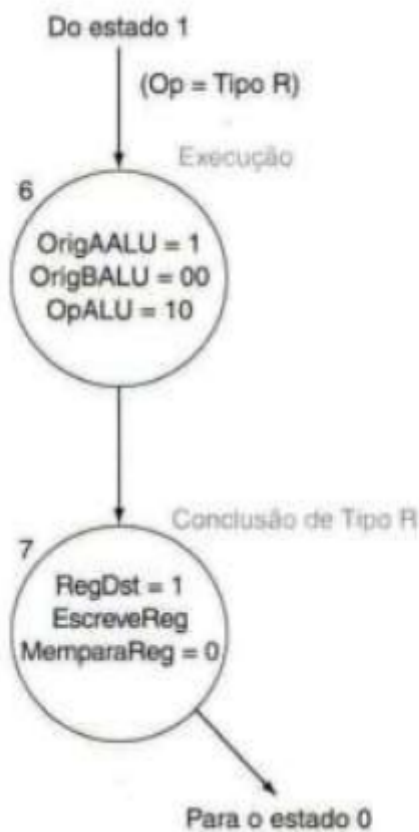 Do estado 1
(Op = Tipo R)
Execução
6
OrigAALU = 1
OrigBALU = 00
OpALU = 10
Conclusão de Tipo R
7
RegDst = 1
EscreveReg
MemparaReg = 0
Para o estado 0